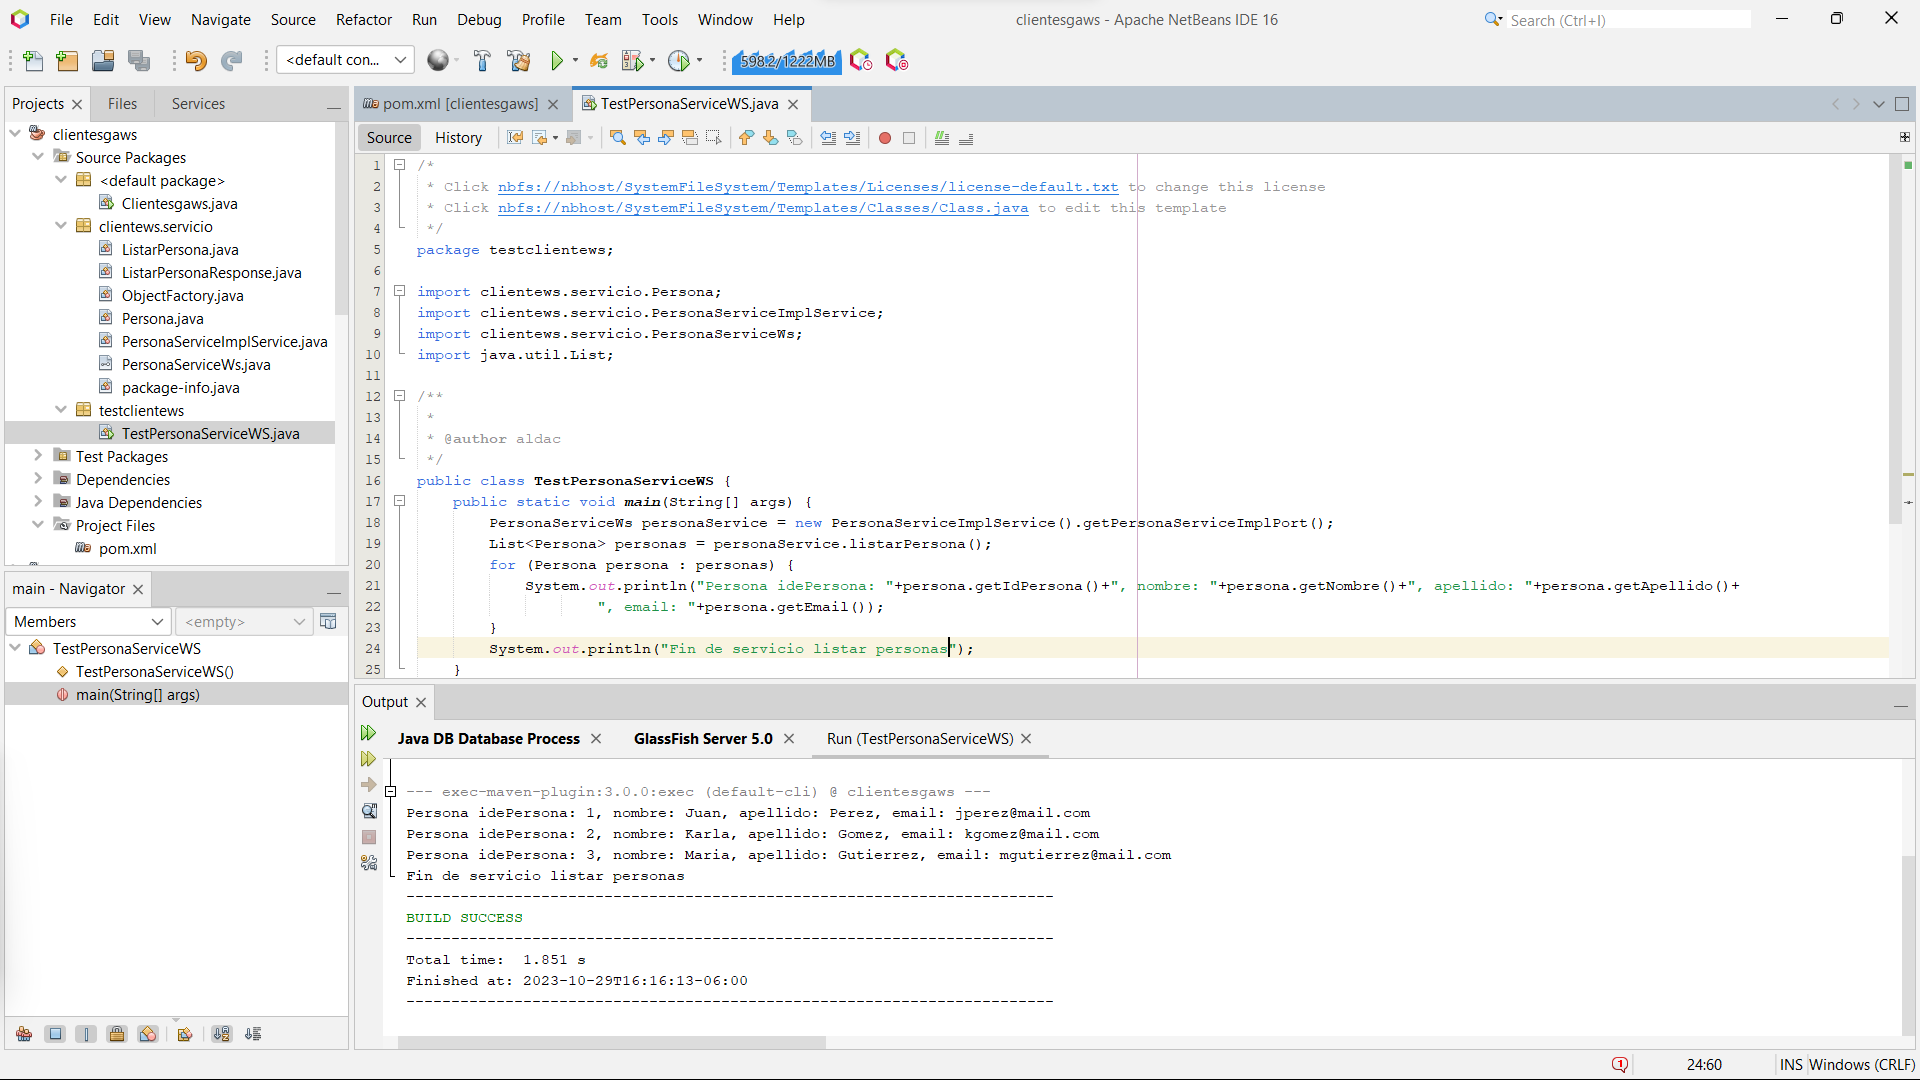 File Edit View Navigate Source Refactor Run Debug Profile Team Tools Window Help clientesgaws - Apache NetBeans IDE 16 Search (Ctrl+I)
<default con... 598.2/1222MB
Projects Files Services
clientesgaws
Source Packages
<default package>
Clientesgaws.java
clientews.servicio
ListarPersona.java
ListarPersonaResponse.java
ObjectFactory.java
Persona.java
PersonaServiceImplService.java
PersonaServiceWs.java
package-info.java
testclientews
TestPersonaServiceWS.java
Test Packages
Dependencies
Java Dependencies
Project Files
pom.xml
main - Navigator
Members <empty>
TestPersonaServiceWS
TestPersonaServiceWS()
main(String[] args)
pom.xml [clientesgaws] TestPersonaServiceWS.java
Source History
1 /*
2 * Click nbfs://nbhost/SystemFileSystem/Templates/Licenses/license-default.txt to change this license
3 * Click nbfs://nbhost/SystemFileSystem/Templates/Classes/Class.java to edit this template
4 */
5 package testclientews;
6
7 import clientews.servicio.Persona;
8 import clientews.servicio.PersonaServiceImplService;
9 import clientews.servicio.PersonaServiceWs;
10 import java.util.List;
11
12 /**
13 *
14 * @author aldac
15 */
16 public class TestPersonaServiceWS {
17 public static void main(String[] args) {
18 PersonaServiceWs personaService = new PersonaServiceImplService().getPersonaServiceImplPort();
19 List<Persona> personas = personaService.listarPersona();
20 for (Persona persona : personas) {
21 System.out.println("Persona idePersona: "+persona.getIdPersona()+", nombre: "+persona.getNombre()+", apellido: "+persona.getApellido()+
22 ", email: "+persona.getEmail());
23 }
24 System.out.println("Fin de servicio listar personas");
25 }
Output
Java DB Database Process GlassFish Server 5.0 Run (TestPersonaServiceWS)
--- exec-maven-plugin:3.0.0:exec (default-cli) @ clientesgaws ---
Persona idePersona: 1, nombre: Juan, apellido: Perez, email: jperez@mail.com
Persona idePersona: 2, nombre: Karla, apellido: Gomez, email: kgomez@mail.com
Persona idePersona: 3, nombre: Maria, apellido: Gutierrez, email: mgutierrez@mail.com
Fin de servicio listar personas
------------------------------------------------------------------------
BUILD SUCCESS
------------------------------------------------------------------------
Total time:  1.851 s
Finished at: 2023-10-29T16:16:13-06:00
------------------------------------------------------------------------
1 24:60 INS Windows (CRLF)